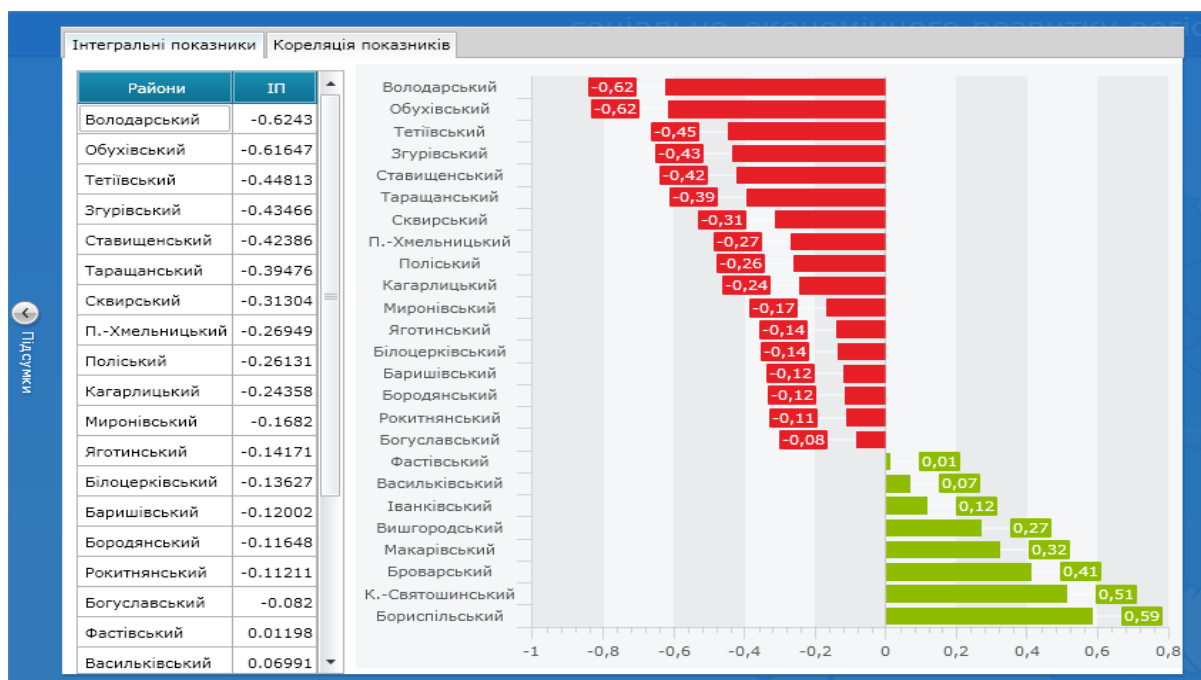 соціально-економічного розвитку регіо
Інтегральні показники Кореляція показників
Райони ІП
Володарський -0.6243
Обухівський -0.61647
Тетіївський -0.44813
Згурівський -0.43466
Ставищенський -0.42386
Таращанський -0.39476
Сквирський -0.31304
П.-Хмельницький -0.26949
Поліський -0.26131
Кагарлицький -0.24358
Миронівський -0.1682
Яготинський -0.14171
Білоцерківський -0.13627
Баришівський -0.12002
Бородянський -0.11648
Рокитнянський -0.11211
Богуславський -0.082
Фастівський 0.01198
Васильківський 0.06991
Підсумки
Володарський -0,62
Обухівський -0,62
Тетіївський -0,45
Згурівський -0,43
Ставищенський -0,42
Таращанський -0,39
Сквирський -0,31
П.-Хмельницький -0,27
Поліський -0,26
Кагарлицький -0,24
Миронівський -0,17
Яготинський -0,14
Білоцерківський -0,14
Баришівський -0,12
Бородянський -0,12
Рокитнянський -0,11
Богуславський -0,08
Фастівський 0,01
Васильківський 0,07
Іванківський 0,12
Вишгородський 0,27
Макарівський 0,32
Броварський 0,41
К.-Святошинський 0,51
Бориспільський 0,59
-1 -0,8 -0,6 -0,4 -0,2 0 0,2 0,4 0,6 0,8